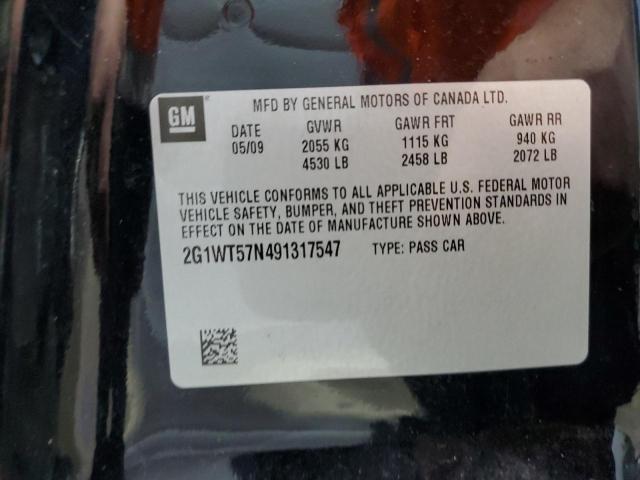 GM
MFD BY GENERAL MOTORS OF CANADA LTD.
DATE GVWR GAWR FRT GAWR RR
05/09 2055 KG 1115 KG 940 KG
4530 LB 2458 LB 2072 LB
THIS VEHICLE CONFORMS TO ALL APPLICABLE U.S. FEDERAL MOTOR
VEHICLE SAFETY, BUMPER, AND THEFT PREVENTION STANDARDS IN
EFFECT ON THE DATE OF MANUFACTURE SHOWN ABOVE.
2G1WT57N491317547 TYPE: PASS CAR